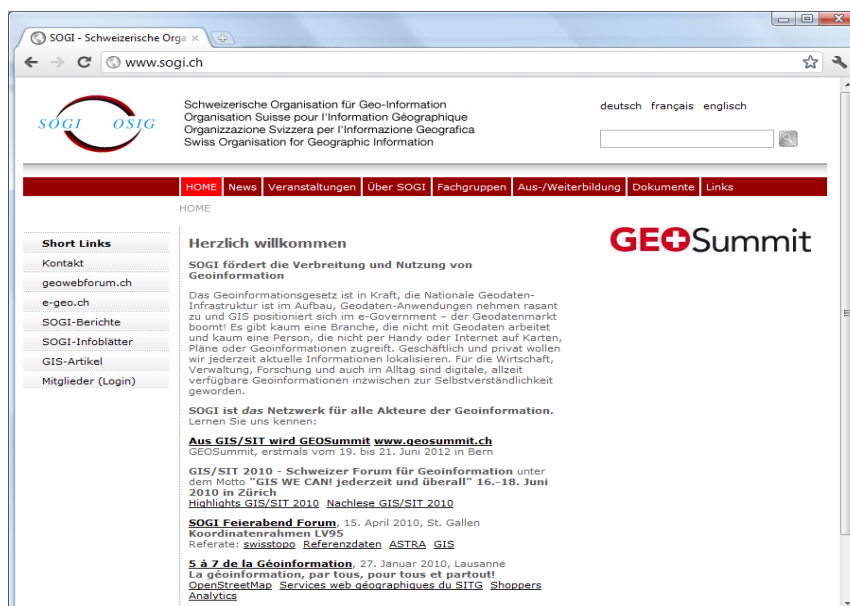 SOGI - Schweizerische Orga
www.sogi.ch
SOGI OSIG
Schweizerische Organisation für Geo-Information
Organisation Suisse pour l'Information Géographique
Organizzazione Svizzera per l'Informazione Geografica
Swiss Organisation for Geographic Information
deutsch français englisch
HOME News Veranstaltungen Über SOGI Fachgruppen Aus-/Weiterbildung Dokumente Links
HOME
Short Links
Kontakt
geowebforum.ch
e-geo.ch
SOGI-Berichte
SOGI-Infoblätter
GIS-Artikel
Mitglieder (Login)
Herzlich willkommen
SOGI fördert die Verbreitung und Nutzung von
Geoinformation
Das Geoinformationsgesetz ist in Kraft, die Nationale Geodaten-
Infrastruktur ist im Aufbau, Geodaten-Anwendungen nehmen rasant
zu und GIS positioniert sich im e-Government – der Geodatenmarkt
boomt! Es gibt kaum eine Branche, die nicht mit Geodaten arbeitet
und kaum eine Person, die nicht per Handy oder Internet auf Karten,
Pläne oder Geoinformationen zugreift. Geschäftlich und privat wollen
wir jederzeit aktuelle Informationen lokalisieren. Für die Wirtschaft,
Verwaltung, Forschung und auch im Alltag sind digitale, allzeit
verfügbare Geoinformationen inzwischen zur Selbstverständlichkeit
geworden.
SOGI ist das Netzwerk für alle Akteure der Geoinformation.
Lernen Sie uns kennen:
Aus GIS/SIT wird GEOSummit www.geosummit.ch
GEOSummit, erstmals vom 19. bis 21. Juni 2012 in Bern
GIS/SIT 2010 - Schweizer Forum für Geoinformation unter
dem Motto "GIS WE CAN! jederzeit und überall" 16.-18. Juni
2010 in Zürich
Highlights GIS/SIT 2010 Nachlese GIS/SIT 2010
SOGI Feierabend Forum, 15. April 2010, St. Gallen
Koordinatenrahmen LV95
Referate: swisstopo Referenzdaten ASTRA GIS
5 à 7 de la Géoinformation, 27. Januar 2010, Lausanne
La géoinformation, par tous, pour tous et partout!
OpenStreetMap Services web géographiques du SITG Shoppers
Analytics
GEOSummit